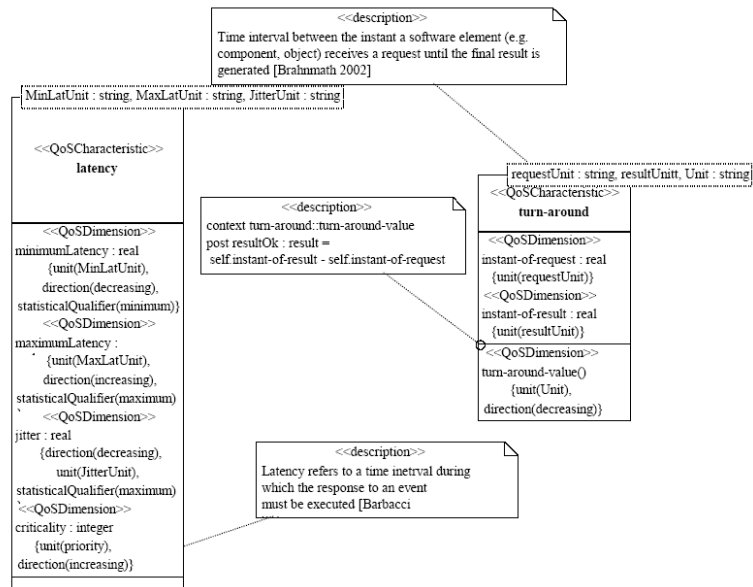 <<description>>
Time interval between the instant a software element (e.g.
component, object) receives a request until the final result is
generated [Brahnmath 2002]
MinLatUnit : string, MaxLatUnit : string, JitterUnit : string
<<QoSCharacteristic>>
latency
<<QoSDimension>>
minimumLatency : real
{unit(MinLatUnit),
direction(decreasing),
statisticalQualifier(minimum)}
<<QoSDimension>>
maximumLatency :
{unit(MaxLatUnit),
direction(increasing),
statisticalQualifier(maximum)
<<QoSDimension>>
jitter : real
{direction(decreasing),
unit(JitterUnit),
statisticalQualifier(maximum)
<<QoSDimension>>
criticality : integer
{unit(priority),
direction(increasing)}
<<description>>
context turn-around::turn-around-value
post resultOk : result =
self.instant-of-result - self.instant-of-request
requestUnit : string, resultUnitt, Unit : string
<<QoSCharacteristic>>
turn-around
<<QoSDimension>>
instant-of-request : real
{unit(requestUnit)}
<<QoSDimension>>
instant-of-result : real
{unit(resultUnit)}
<<QoSDimension>>
turn-around-value()
{unit(Unit),
direction(decreasing)}
<<description>>
Latency refers to a time inetrval during
which the response to an event
must be executed [Barbacci